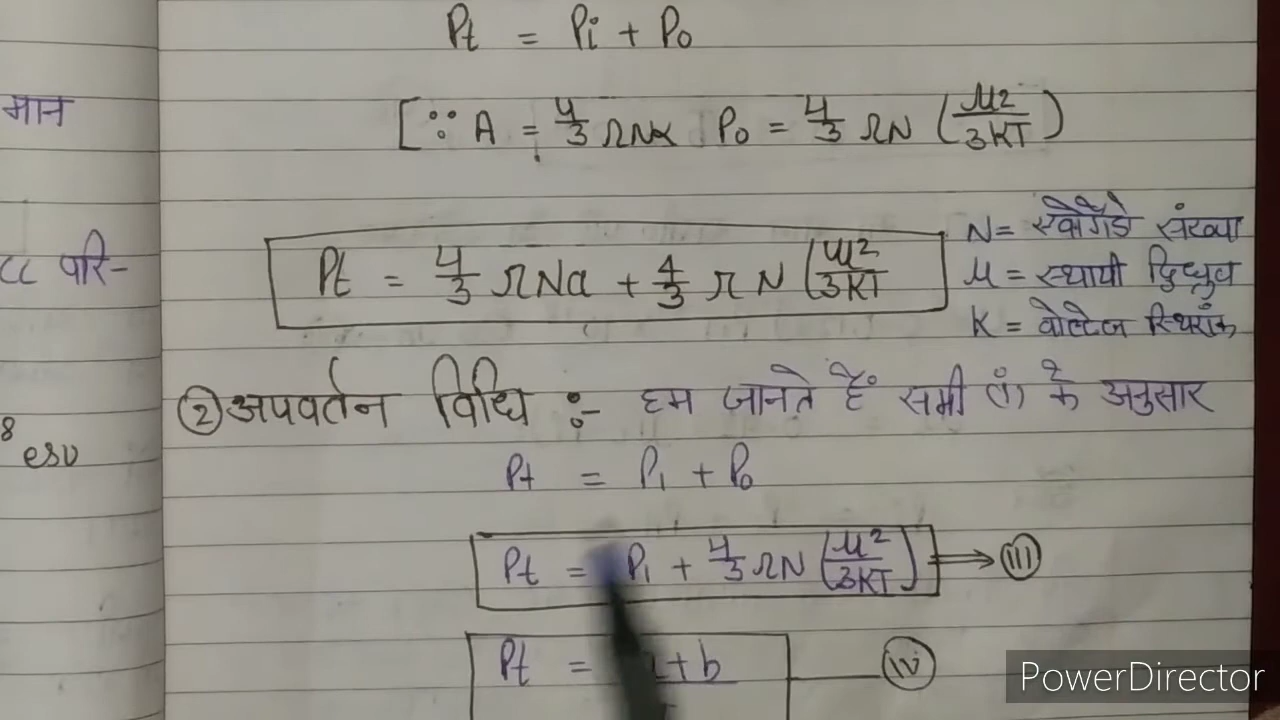 Pt = Pi + Po
मान
[∵ A = 4/3 πNα Po = 4/3 πN (μ2/3KT)
N = एवोगैड्रो संख्या
८८ परि-
Pt = 4/3 πNα + 4/3 π N (μ²/3KT
μ = स्थायी द्विध्रुव
K = वोल्टेज स्थिरांक
② अपवर्तन विधि :- हम जानते हैं समी (i) के अनुसार
8 esu
Pt = P1 + Po
Pt = P1 + 4/3 πN (μ²/3KT) → (iii)
Pt = + b (iv)
PowerDirector